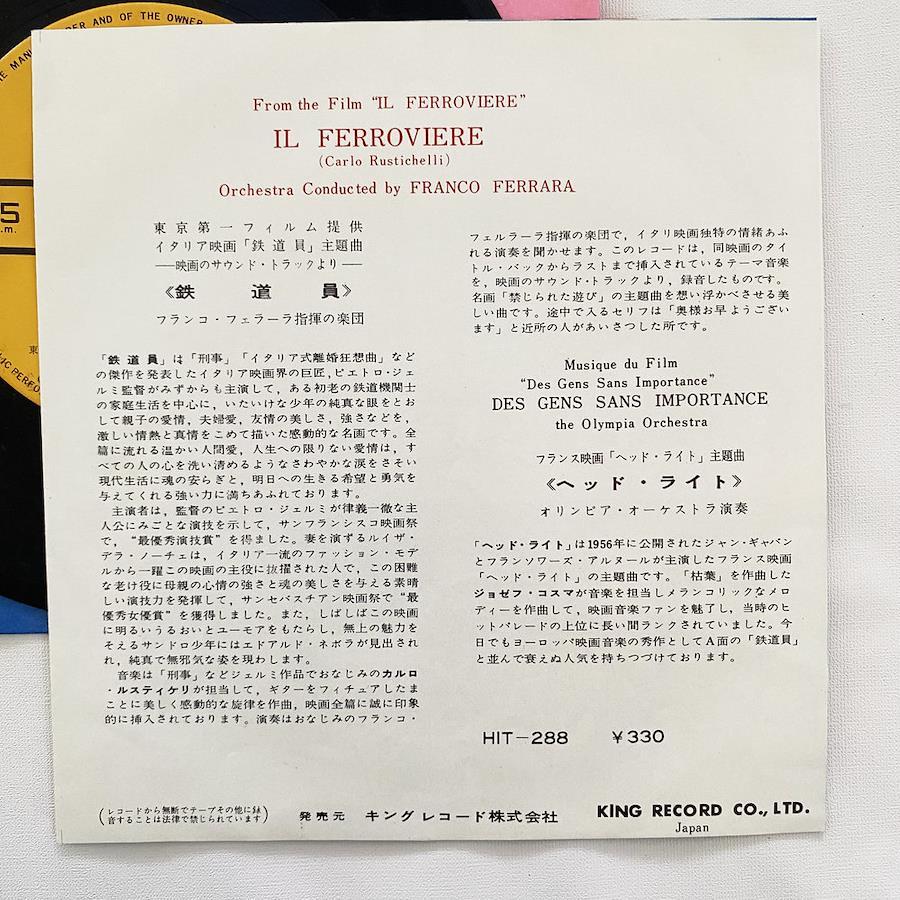 E MAN
ER AND OF THE OWNER
5
.m.
東
IC PERFO
From the Film “IL FERROVIERE”
IL FERROVIERE
(Carlo Rustichelli)
Orchestra Conducted by FRANCO FERRARA
東京第一フィルム提供
イタリア映画「鉄道員」主題曲
――映画のサウンド・トラックより――
《鉄道員》
フランコ・フェラーラ指揮の楽団
「鉄道員」は「刑事」「イタリア式離婚狂想曲」など
の傑作を発表したイタリア映画界の巨匠，ピエトロ・ジェ
ルミ監督がみずからも主演して，ある初老の鉄道機関士
の家庭生活を中心に，いたいけな少年の純真な眼をとお
して親子の愛情，夫婦愛，友情の美しさ，強さなどを，
激しい情熱と真情をこめて描いた感動的な名画です。全
篇に流れる温かい人間愛，人生への限りない愛情は，す
べての人の心を洗い清めるようなさわやかな涙をさそい
現代生活に魂の安らぎと，明日への生きる希望と勇気を
与えてくれる強い力に満ちあふれております。
主演者は，監督のピエトロ・ジェルミが律義一徹な主
人公にみごとな演技を示して，サンフランシスコ映画祭
で，“最優秀演技賞”を得ました。妻を演ずるルイザ・
デラ・ノーチェは，イタリア一流のファッション・モデ
ルから一躍この映画の主役に抜擢された人で，この困難
な老け役に母親の心情の強さと魂の美しさを与える素晴
しい演技力を発揮して，サンセバスチアン映画祭で“最
優秀女優賞”を獲得しました。また，しばしばこの映画
に明るいうるおいとユーモアをもたらし，無上の魅力を
そえるサンドロ少年にはエドアルド・ネボラが見出され
れ，純真で無邪気な姿を現わします。
音楽は「刑事」などジェルミ作品でおなじみのカルロ
・ルスティケリが担当して，ギターをフィチュアしたま
ことに美しく感動的な旋律を作曲，映画全篇に誠に印象
的に挿入されております。演奏はおなじみのフランコ・
フェルラーラ指揮の楽団で，イタリ映画独特の情緒あふ
れる演奏を聞かせます。このレコードは，同映画のタイ
トル・バックからラストまで挿入されているテーマ音楽
を，映画のサウンド・トラックより，録音したものです。
名画「禁じられた遊び」の主題曲を想い浮かべさせる美し
い曲です。途中で入るセリフは「奥様お早ようござい
ます」と近所の人があいさつした所です。
Musique du Film
“Des Gens Sans Importance”
DES GENS SANS IMPORTANCE
the Olympia Orchestra
フランス映画「ヘッド・ライト」主題曲
《ヘッド・ライト》
オリンピア・オーケストラ演奏
「ヘッド・ライト」は1956年に公開されたジャン・ギャバン
とフランソワーズ・アルヌールが主演したフランス映画
「ヘッド・ライト」の主題曲です。「枯葉」を作曲した
ジョゼフ・コスマが音楽を担当しメランコリックなメロ
ディーを作曲して，映画音楽ファンを魅了し，当時のヒ
ットパレードの上位に長い間ランクされていました。今
日でもヨーロッパ映画音楽の秀作としてA面の「鉄道員」
と並んで衰えぬ人気を持ちつづけております。
HIT－288 ¥330
(レコードから無断でテープその他に録
音することは法律で禁じられています)
発売元 キングレコード株式会社
KING RECORD CO., LTD.
Japan